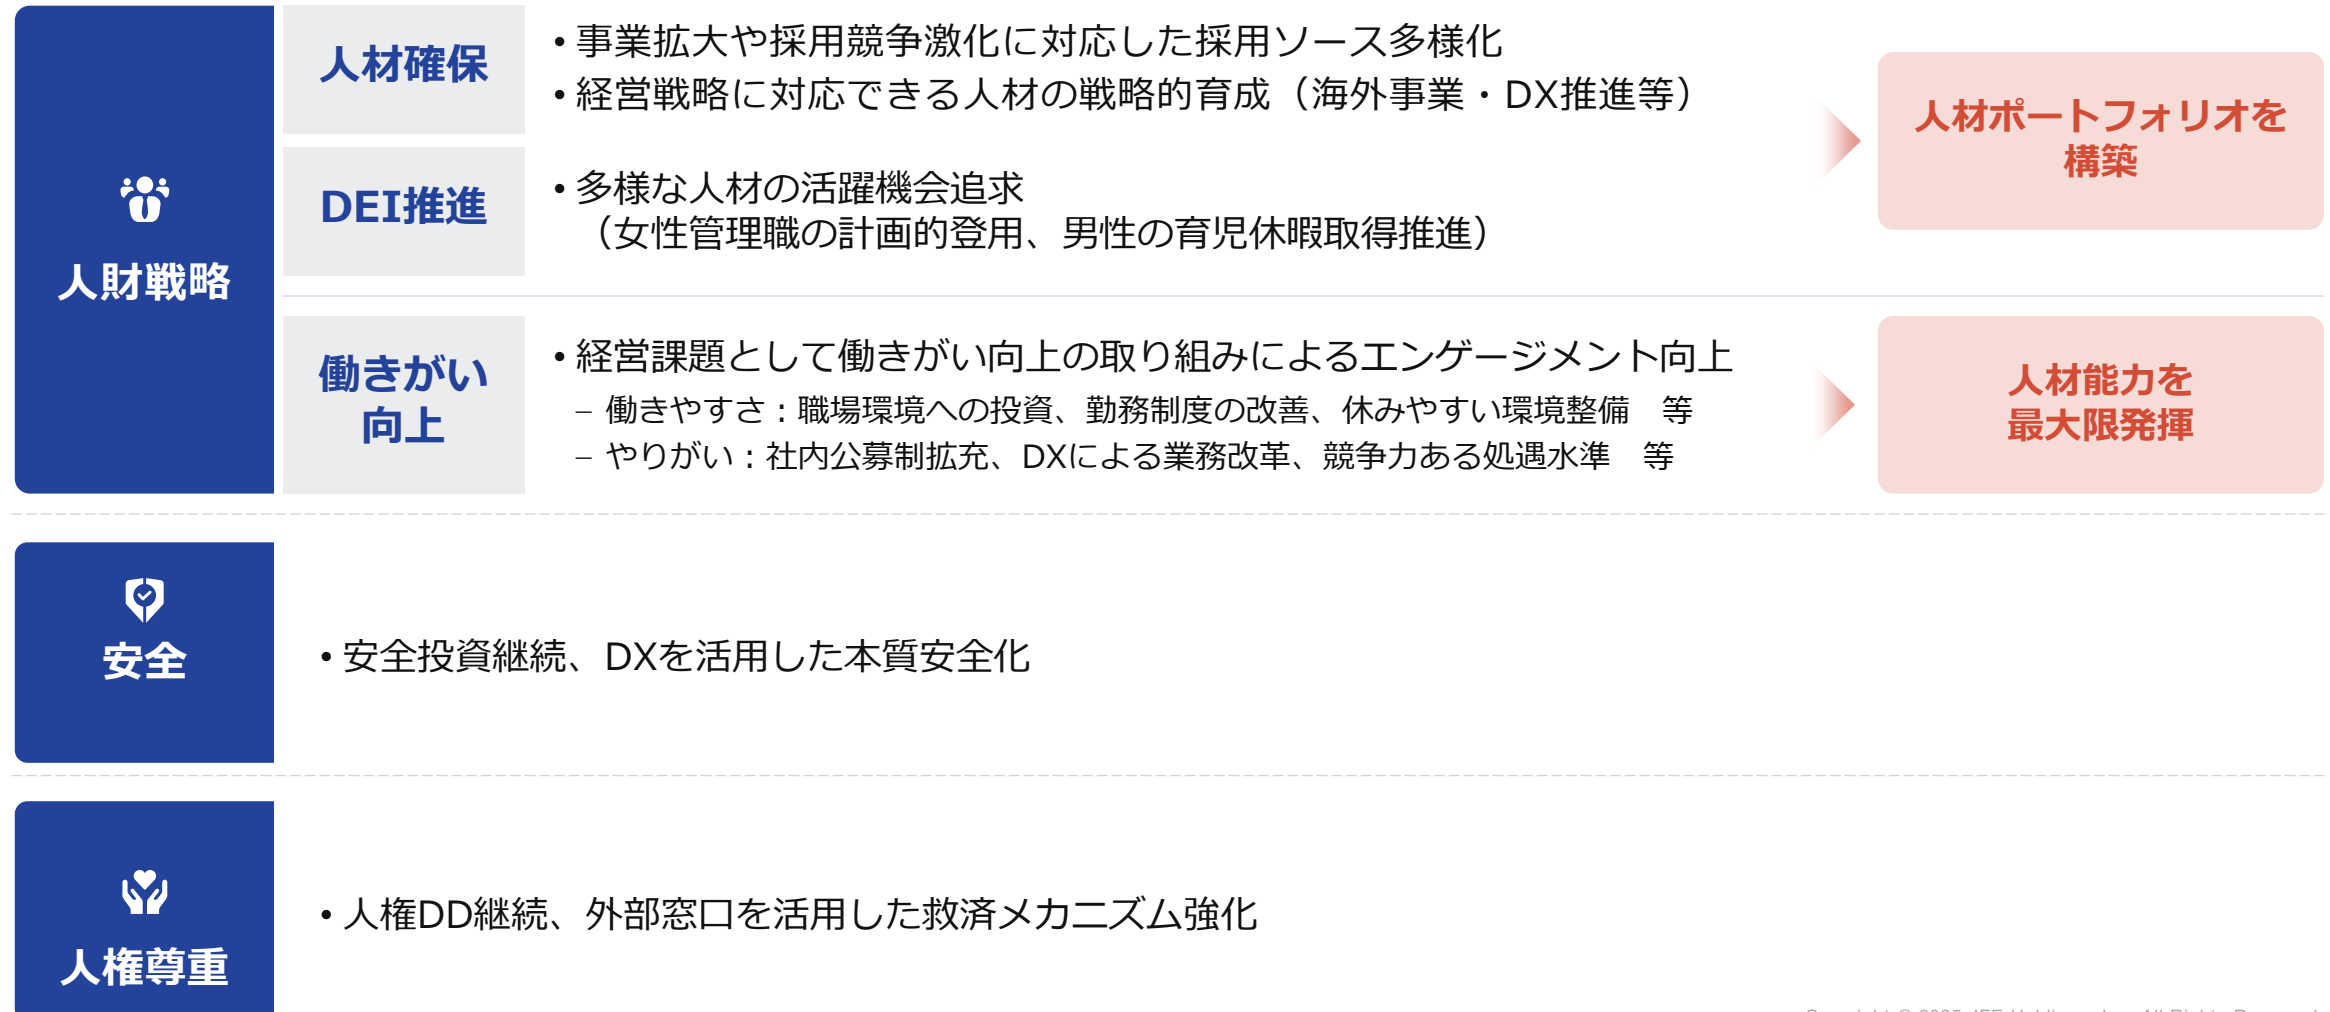 人財戦略
人材確保
• 事業拡大や採用競争激化に対応した採用ソース多様化
• 経営戦略に対応できる人材の戦略的育成（海外事業・DX推進等）
DEI推進
• 多様な人材の活躍機会追求
（女性管理職の計画的登用、男性の育児休暇取得推進）
人材ポートフォリオを
構築
働きがい
向上
• 経営課題として働きがい向上の取り組みによるエンゲージメント向上
– 働きやすさ：職場環境への投資、勤務制度の改善、休みやすい環境整備　等
– やりがい：社内公募制拡充、DXによる業務改革、競争力ある処遇水準　等
人材能力を
最大限発揮
安全
• 安全投資継続、DXを活用した本質安全化
人権尊重
• 人権DD継続、外部窓口を活用した救済メカニズム強化